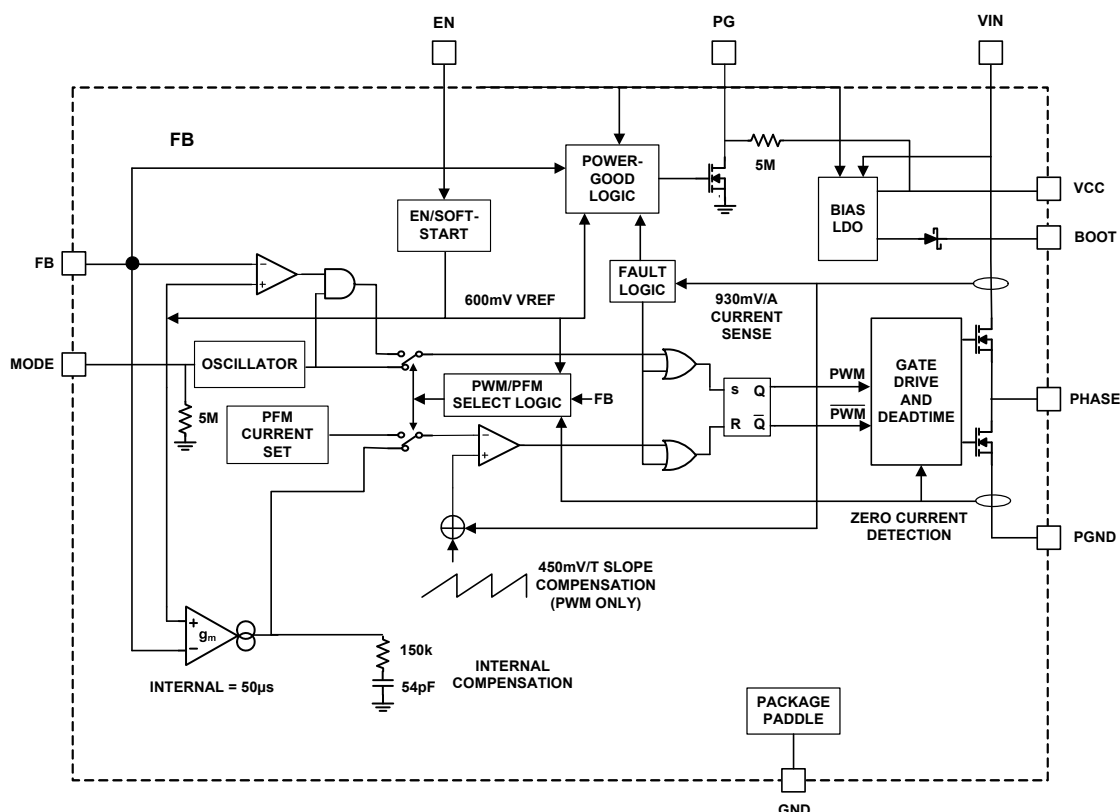 EN
PG
VIN
FB
POWER-
GOOD
LOGIC
5M
BIAS
LDO
VCC
BOOT
EN/SOFT-
START
FB
−
+
FAULT
LOGIC
600mV VREF
930mV/A
CURRENT
SENSE
MODE
OSCILLATOR
5M
PWM/PFM
SELECT LOGIC
FB
PFM
CURRENT
SET
−
+
S Q
R Q
PWM
PWM
GATE
DRIVE
AND
DEADTIME
PHASE
ZERO CURRENT
DETECTION
PGND
450mV/T SLOPE
COMPENSATION
(PWM ONLY)
+
gm
−
150k
54pF
INTERNAL = 50µs
INTERNAL
COMPENSATION
PACKAGE
PADDLE
GND